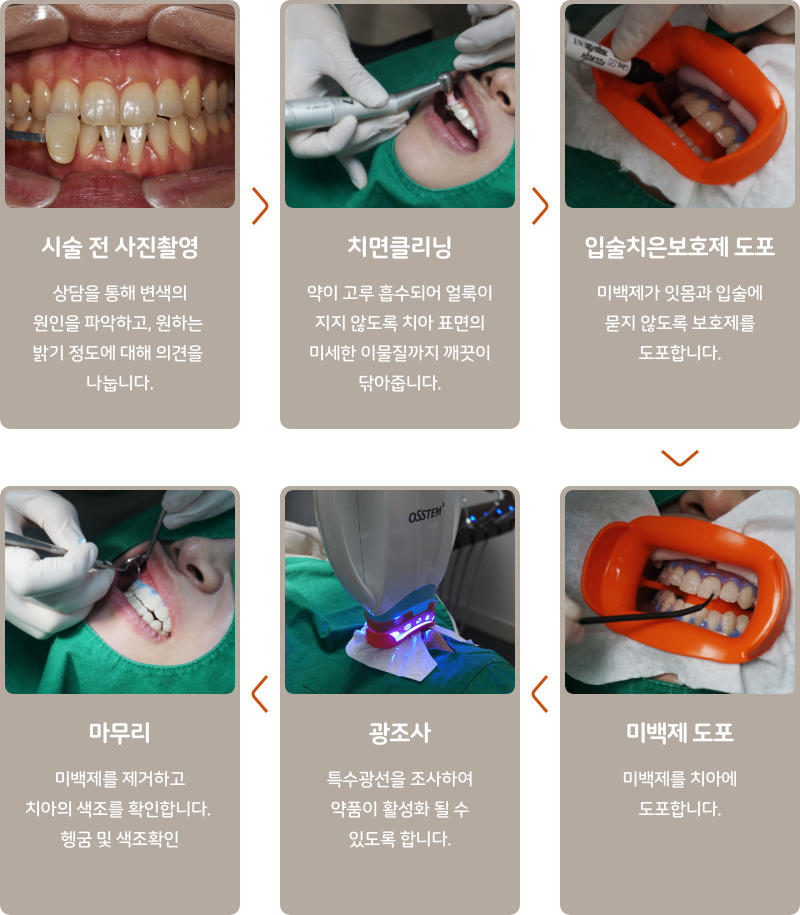 시술 전 사진촬영
상담을 통해 변색의
원인을 파악하고, 원하는
밝기 정도에 대해 의견을
나눕니다.
치면클리닝
약이 고루 흡수되어 얼룩이
지지 않도록 치아 표면의
미세한 이물질까지 깨끗이
닦아줍니다.
입술치은보호제 도포
미백제가 잇몸과 입술에
묻지 않도록 보호제를
도포합니다.
미백제 도포
미백제를 치아에
도포합니다.
OSSTEM
광조사
특수광선을 조사하여
약품이 활성화 될 수
있도록 합니다.
마무리
미백제를 제거하고
치아의 색조를 확인합니다.
헹굼 및 색조확인